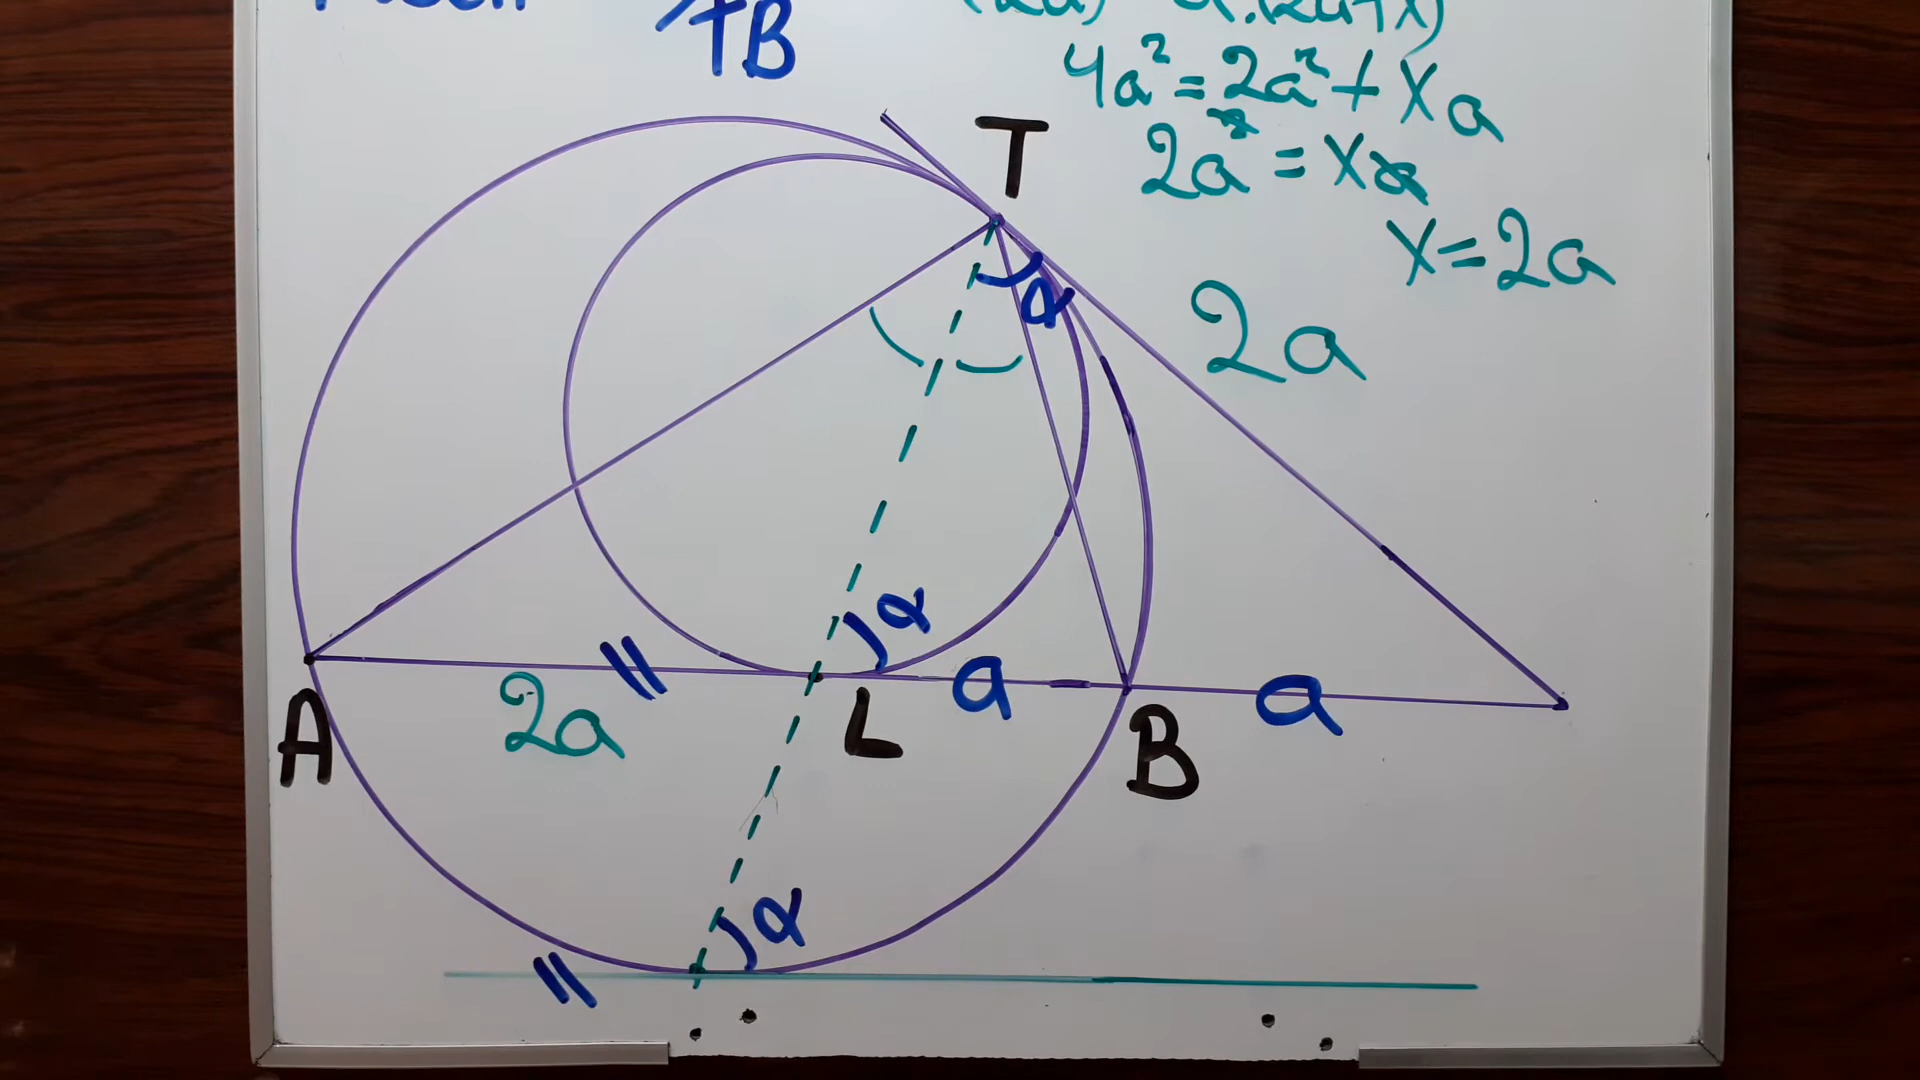 TB
4a² = 2a² + xa
2a² = xa
x = 2a
T
α
2a
α
A
2a
L
a
B
a
α